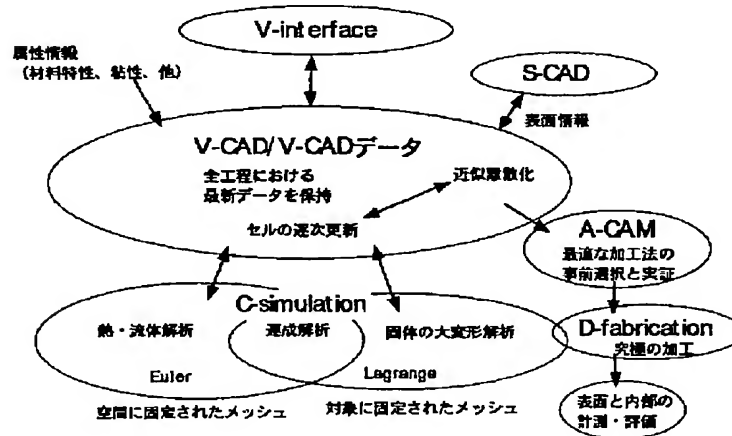 V-interface
属性情報
(材料特性、粘性、他)
S-CAD
表面情報
V-CAD/V-CADデータ
全工程における
最新データを保持
近似離散化
セルの逐次更新
A-CAM
最適な加工法の
事前選択と実証
C-simulation
熱・流体解析
連成解析
固体の大変形解析
D-fabrication
究極の加工
Euler
Lagrange
空間に固定されたメッシュ
対象に固定されたメッシュ
表面と内部の
計測・評価